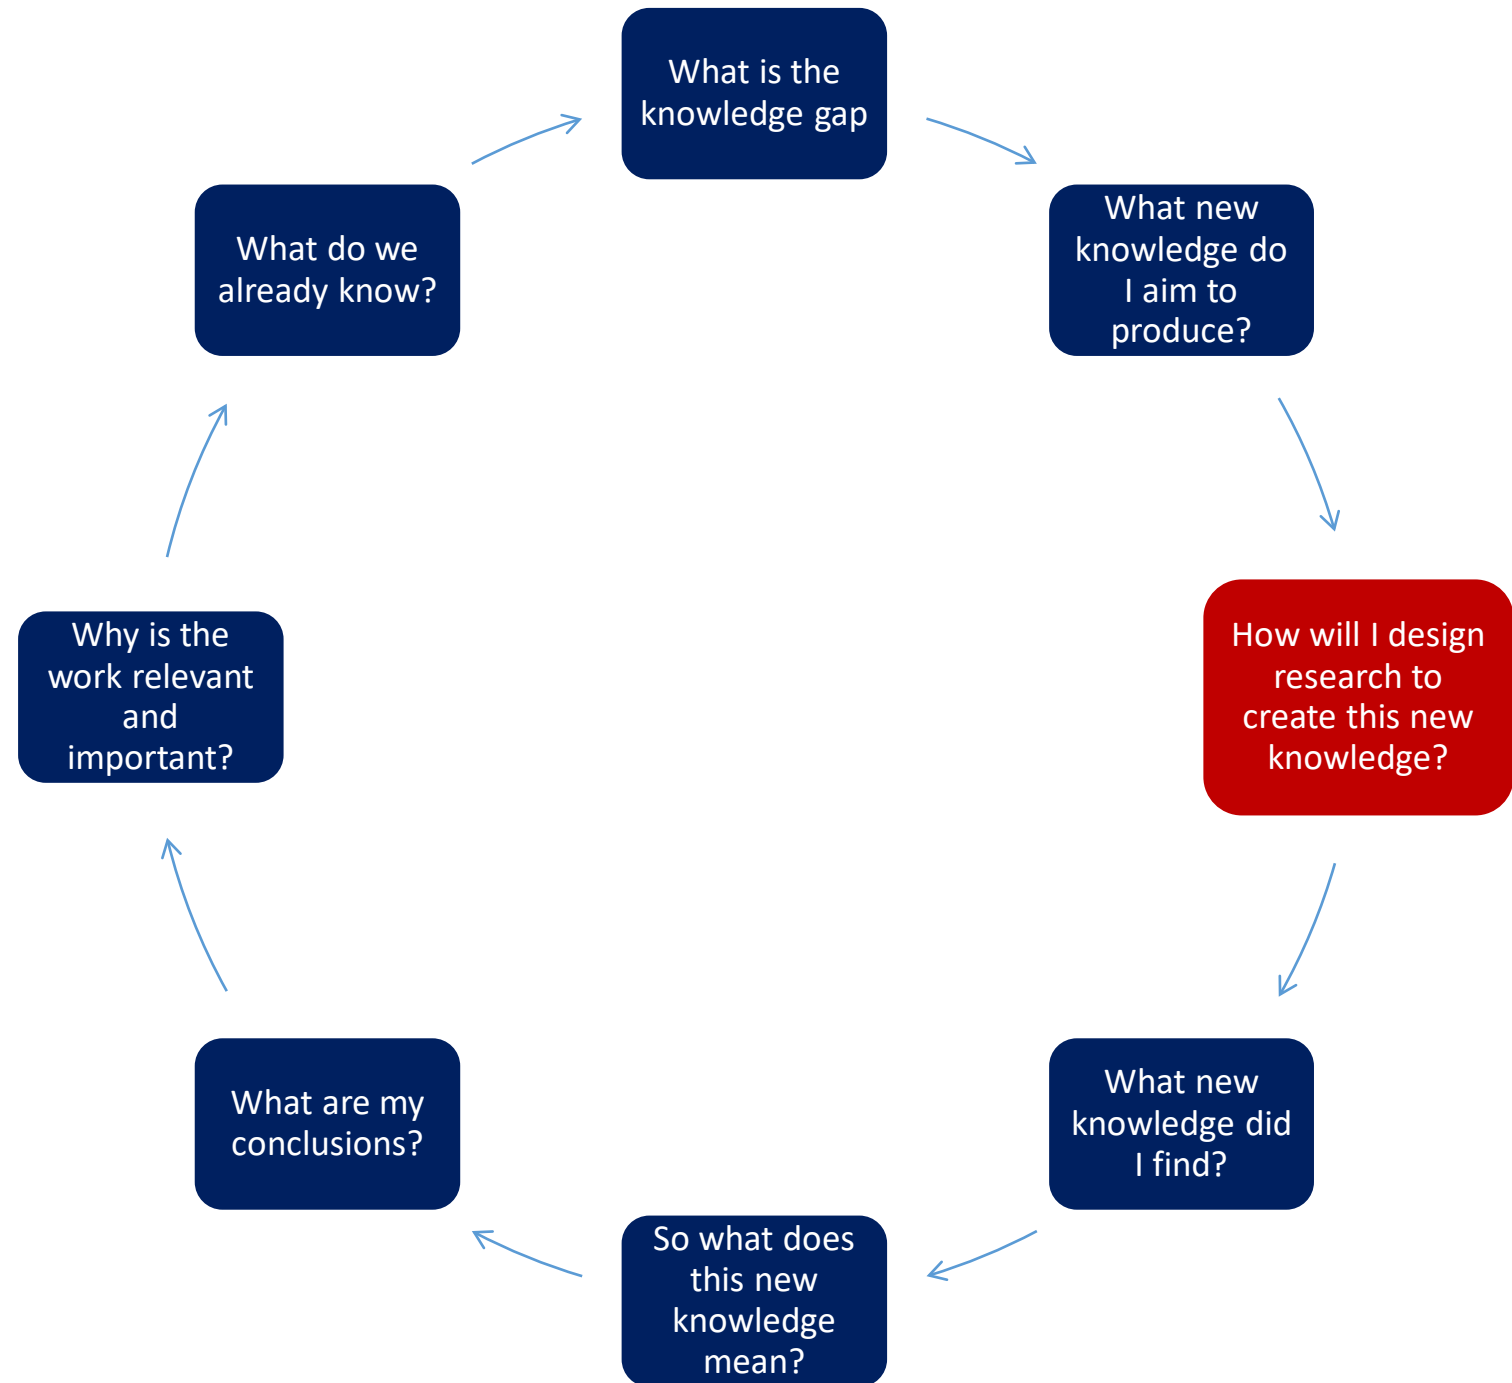 What is the
knowledge gap
What new
knowledge do
I aim to
produce?
How will I design
research to
create this new
knowledge?
What new
knowledge did
I find?
So what does
this new
knowledge
mean?
What are my
conclusions?
Why is the
work relevant
and
important?
What do we
already know?